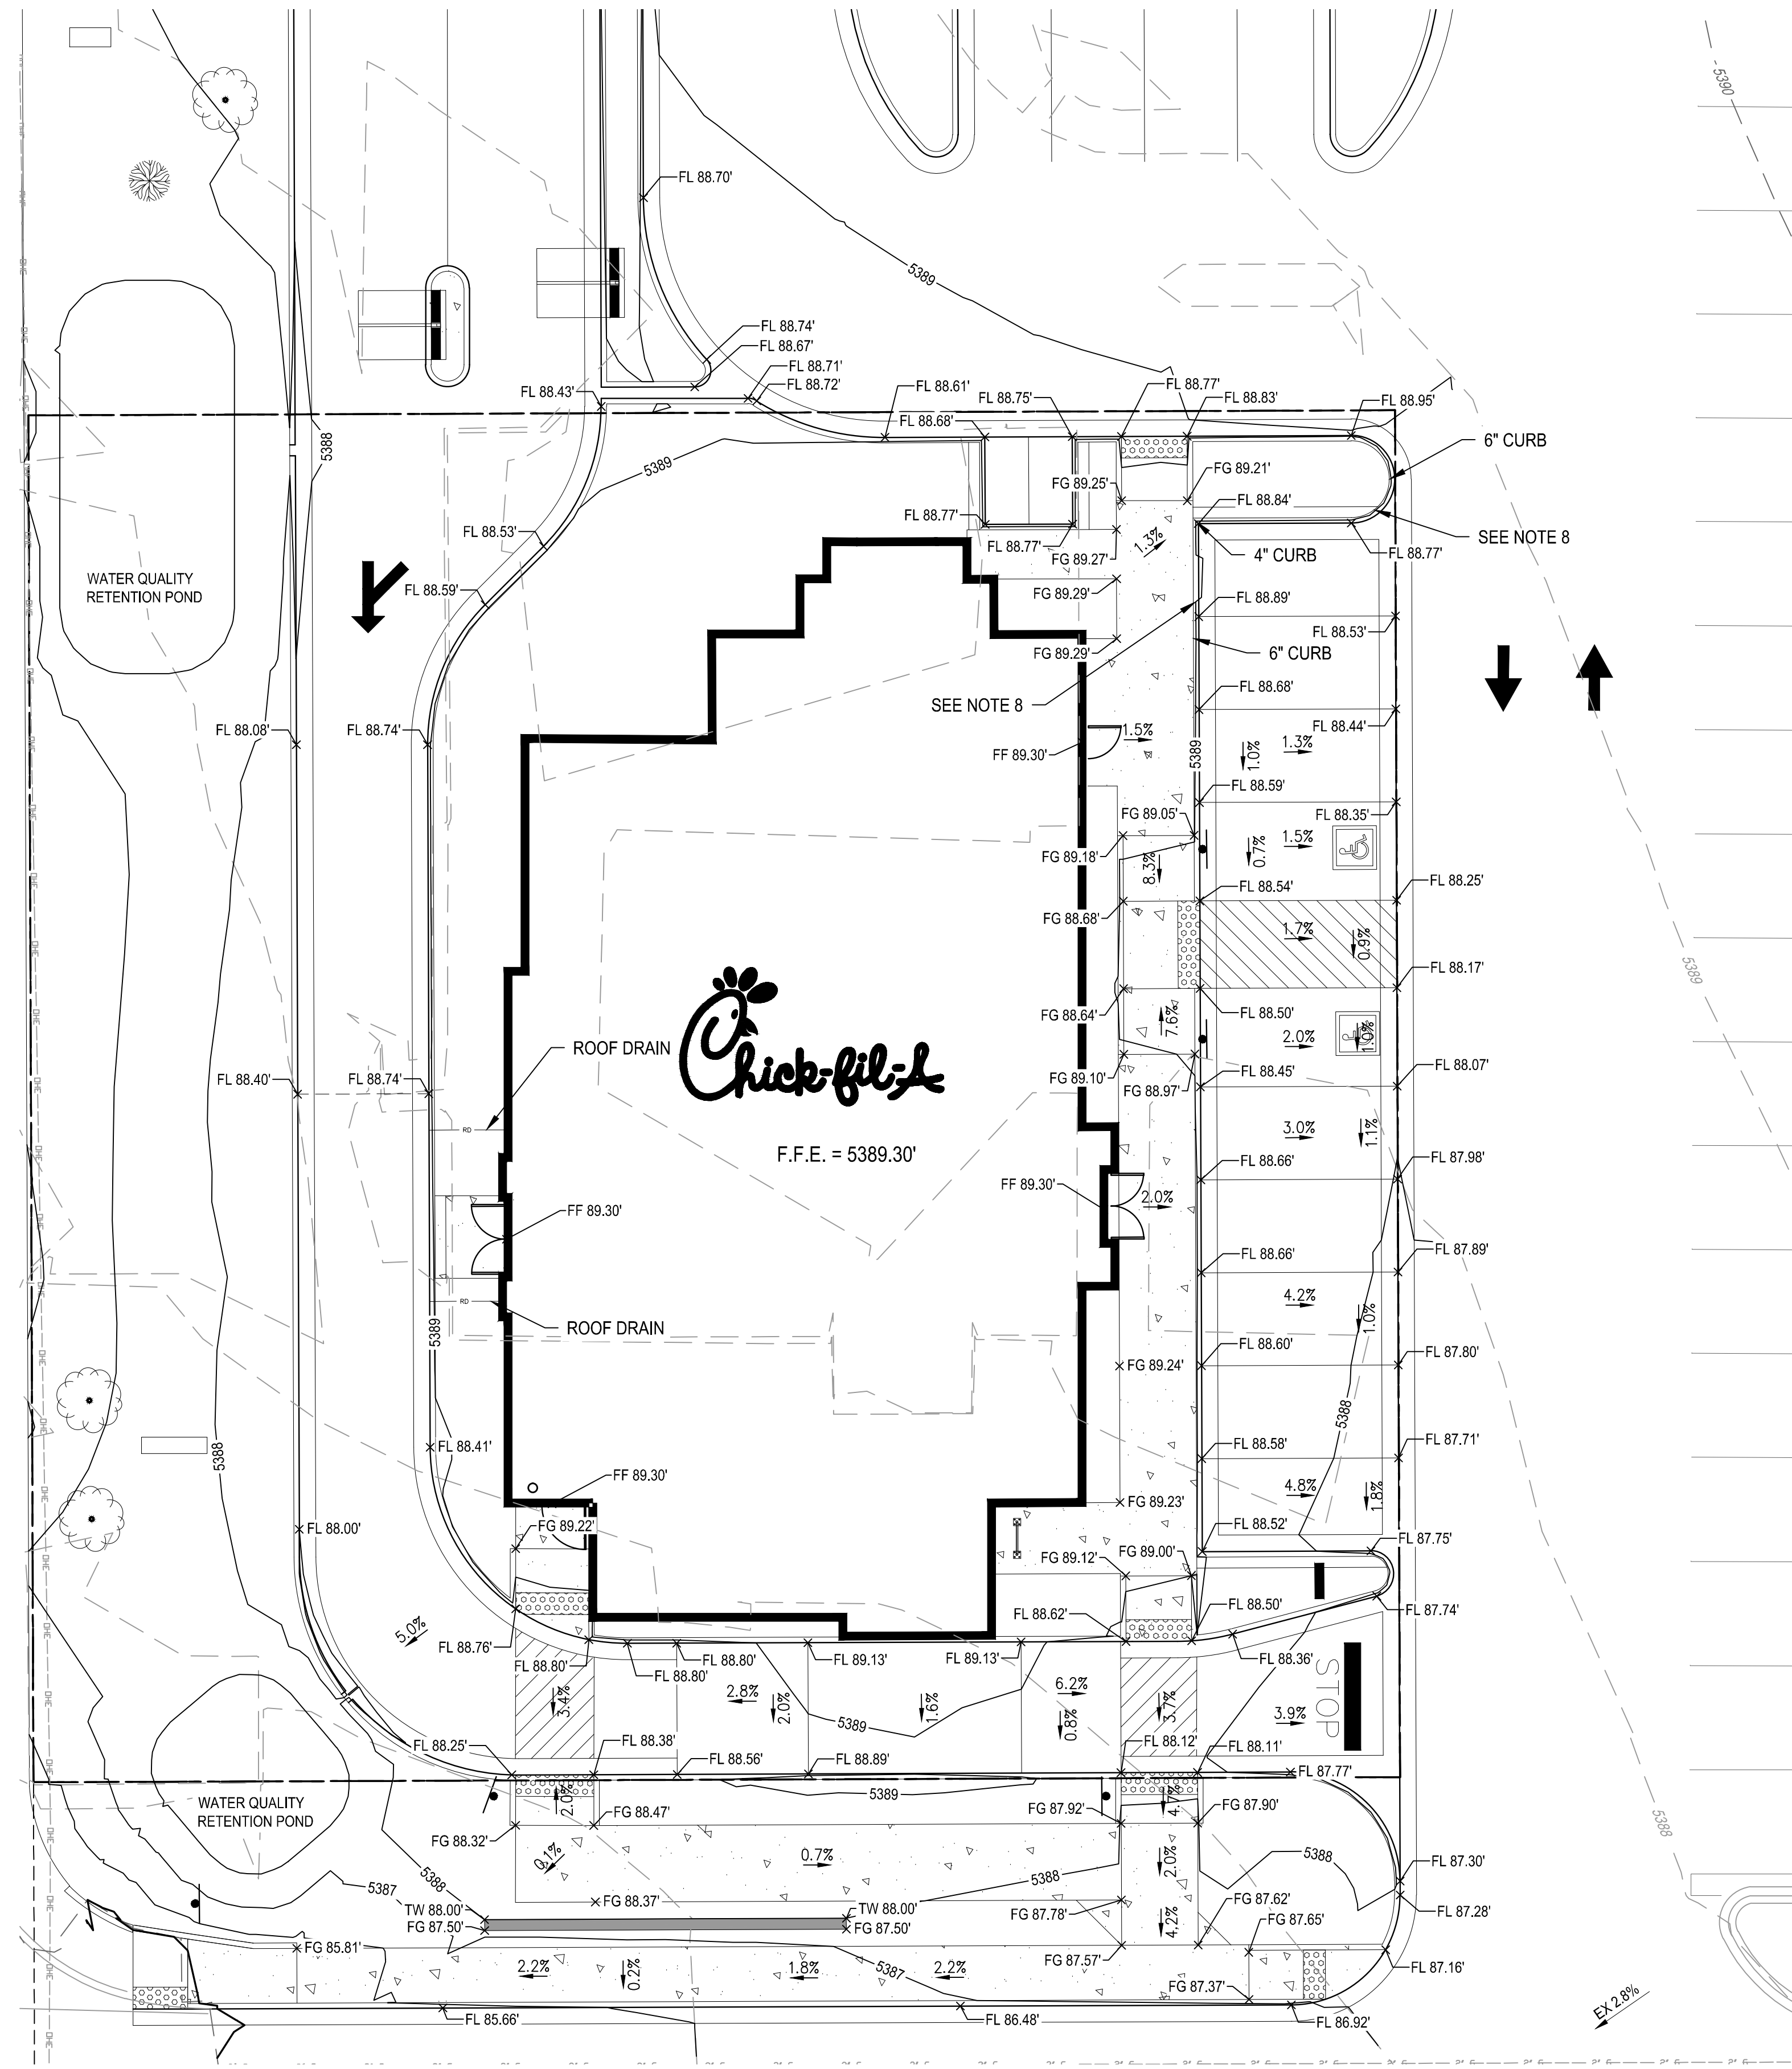 5390
FL 88.70'
5389
FL 88.74'
FL 88.67'
FL 88.71'
FL 88.72'
FL 88.43'
FL 88.61'
FL 88.77'
FL 88.75'
FL 88.83'
FL 88.95'
FL 88.68'
5388
6" CURB
5389
FG 89.21'
FG 89.25'
FL 88.84'
FL 88.77'
FL 88.53'
1.3%
SEE NOTE 8
FL 88.77'
FG 89.27'
4" CURB
FL 88.77'
WATER QUALITY
RETENTION POND
FL 88.59'
FG 89.29'
FL 88.89'
FL 88.53'
FG 89.29'
6" CURB
FL 88.68'
SEE NOTE 8
FL 88.08'
FL 88.74'
FL 88.44'
1.5%
1.3%
1.0%
5389
FF 89.30'
FL 88.59'
FG 89.05'
FL 88.35'
1.5%
0.7%
FG 89.18'
8.3%
FL 88.25'
FL 88.54'
FG 88.68'
1.7%
0.9%
5389
FL 88.17'
Chick-fil-A
FG 88.64'
FL 88.50'
7.6%
2.0%
1.0%
ROOF DRAIN
FL 88.07'
FL 88.45'
FL 88.40'
FL 88.74'
FG 89.10'
FG 88.97'
RD
3.0%
1.1%
F.F.E. = 5389.30'
FL 87.98'
FL 88.66'
FF 89.30'
2.0%
FF 89.30'
FL 88.66'
FL 87.89'
RD
4.2%
1.0%
ROOF DRAIN
5389
FL 88.60'
FL 87.80'
FG 89.24'
5388
FL 88.41'
FL 88.58'
FL 87.71'
5388
FF 89.30'
4.8%
1.8%
FG 89.23'
FL 88.00'
FG 89.22'
FL 88.52'
FL 87.75'
FG 89.12'
FG 89.00'
FL 88.50'
FL 87.74'
FL 88.62'
5.0%
FL 88.76'
FL 88.80'
FL 88.80'
FL 88.80'
FL 89.13'
FL 89.13'
FL 88.36'
STOP
3.4%
2.8%
2.0%
1.6%
6.2%
0.8%
3.7%
3.9%
5389
FL 88.25'
FL 88.38'
FL 88.56'
FL 88.89'
FL 88.12'
FL 88.11'
FL 87.77'
5389
WATER QUALITY
RETENTION POND
2.0%
FG 88.47'
FG 87.92'
4.7%
FG 87.90'
FG 88.32'
0.1%
0.7%
2.0%
5388
5388
5388
FL 87.30'
5387
FG 88.37'
TW 88.00'
TW 88.00'
FG 87.78'
FG 87.62'
FL 87.28'
FG 87.50'
FG 87.50'
4.2%
FG 87.65'
FG 85.81'
FG 87.57'
2.2%
0.2%
1.8%
5387
2.2%
FL 87.16'
FG 87.37'
FL 85.66'
FL 86.48'
FL 86.92'
EX 2.8%
5388
OHE